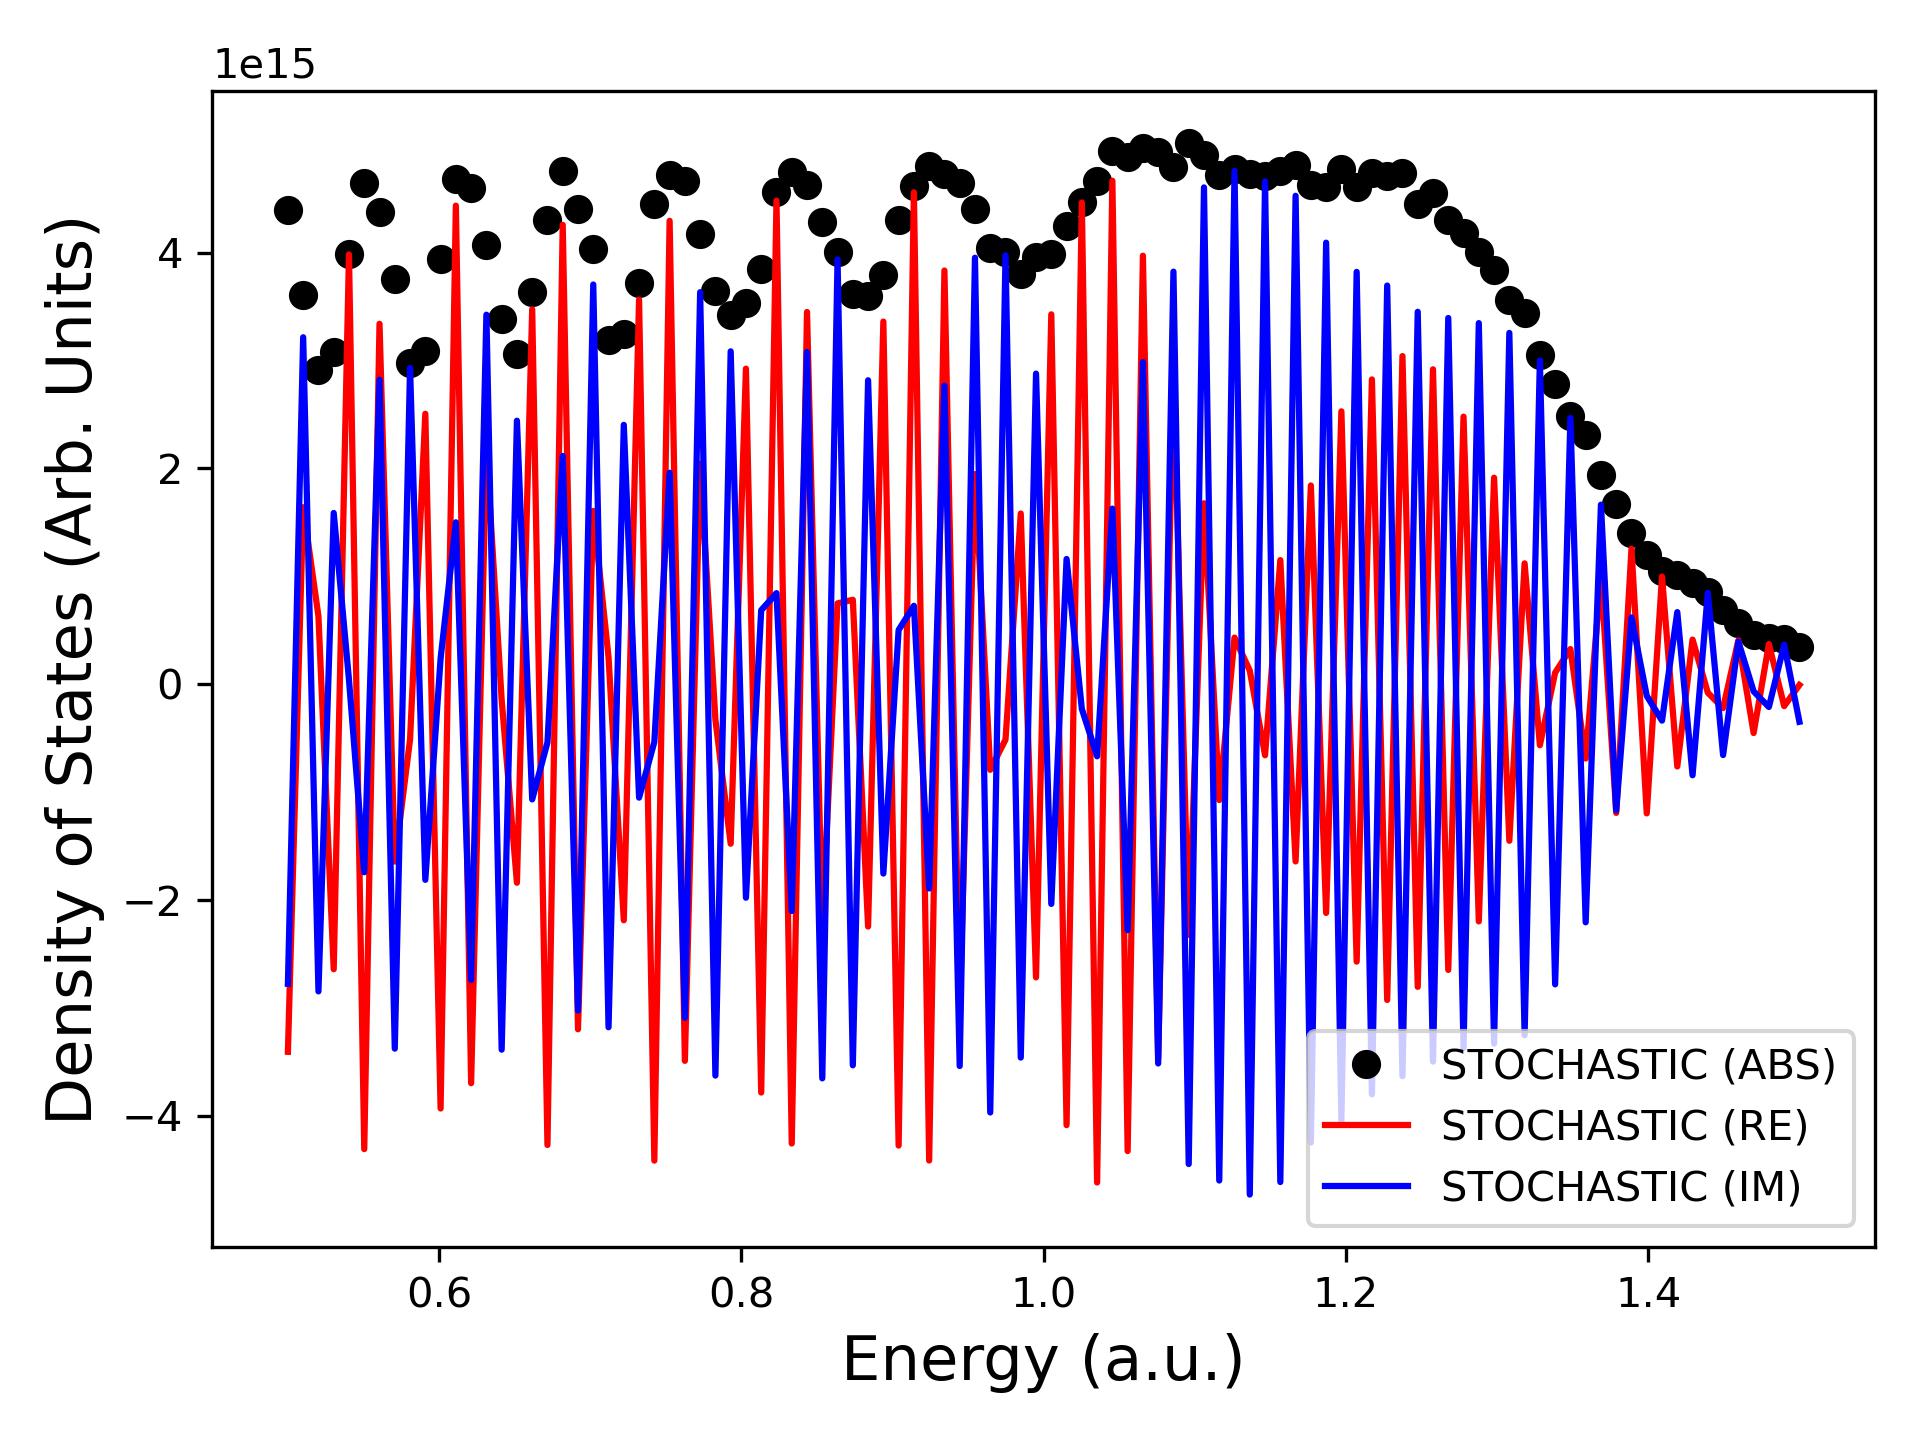 1e15
Density of States (Arb. Units)
4
2
0
−2
−4
STOCHASTIC (ABS)
STOCHASTIC (RE)
STOCHASTIC (IM)
0.6
0.8
1.0
1.2
1.4
Energy (a.u.)